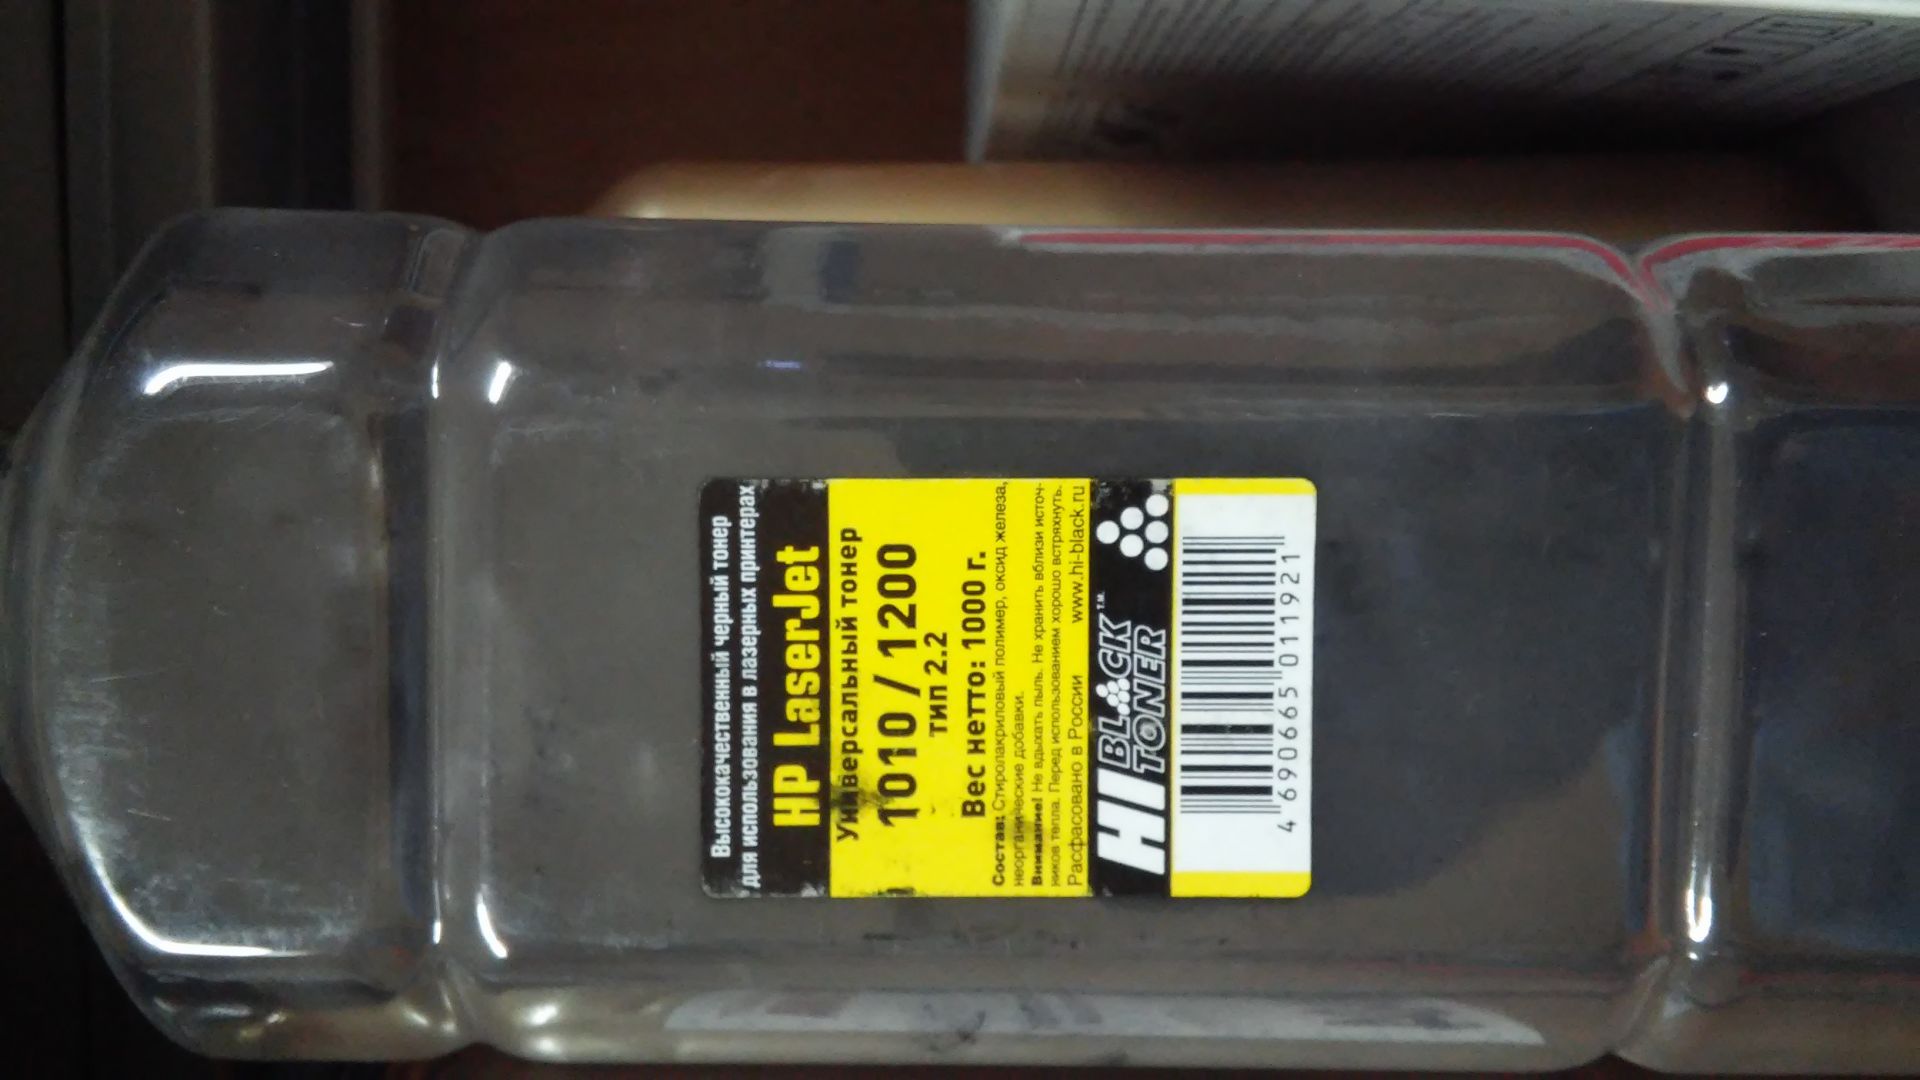 Высококачественный черный тонер
для использования в лазерных принтерах
HP LaserJet
Универсальный тонер
1010 / 1200
ТИП 2.2
Вес нетто: 1000 г.
Состав: Стиролакриловый полимер, оксид железа,
неорганические добавки.
Внимание! Не вдыхать пыль. Не хранить вблизи источ-
ников тепла. Перед использованием хорошо встряхнуть.
Расфасовано в России www.hi-black.ru
HI BLACK TM
TONER
4 690665 011921